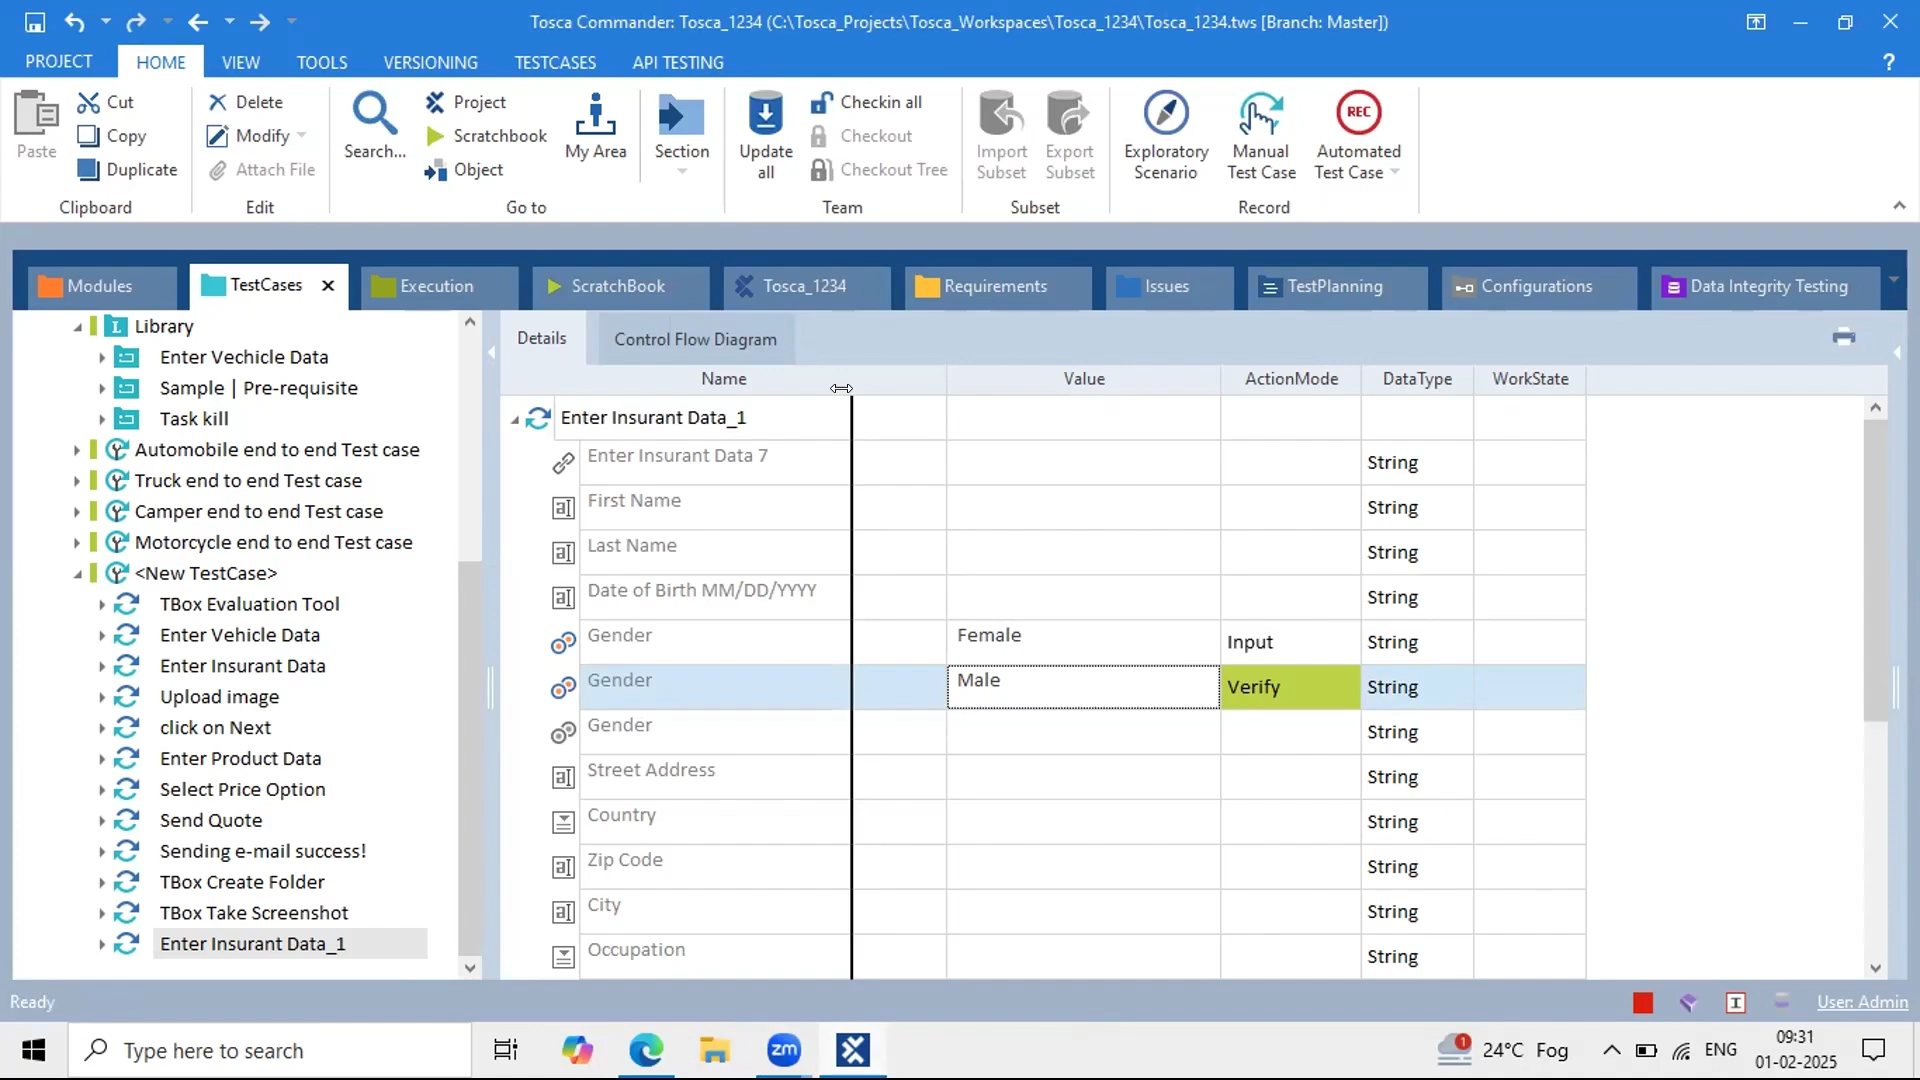 Tosca Commander: Tosca_1234 (C:\Tosca_Projects\Tosca_Workspaces\Tosca_1234\Tosca_1234.tws [Branch: Master])
PROJECT HOME VIEW TOOLS VERSIONING TESTCASES API TESTING ?
Paste Cut Copy Duplicate
Clipboard
Delete Modify Attach File
Edit
Search... Project Scratchbook Object My Area Section
Go to
Update all Checkin all Checkout Checkout Tree
Team
Import Subset Export Subset
Subset
Exploratory Scenario Manual Test Case REC Automated Test Case
Record
Modules TestCases Execution ScratchBook Tosca_1234 Requirements Issues TestPlanning Configurations Data Integrity Testing
L Library
Enter Vechicle Data
Sample | Pre-requisite
Task kill
Automobile end to end Test case
Truck end to end Test case
Camper end to end Test case
Motorcycle end to end Test case
<New TestCase>
TBox Evaluation Tool
Enter Vehicle Data
Enter Insurant Data
Upload image
click on Next
Enter Product Data
Select Price Option
Send Quote
Sending e-mail success!
TBox Create Folder
TBox Take Screenshot
Enter Insurant Data_1
Details Control Flow Diagram
Name Value ActionMode DataType WorkState
Enter Insurant Data_1
Enter Insurant Data 7 String
First Name String
Last Name String
Date of Birth MM/DD/YYYY String
Gender Female Input String
Gender Male Verify String
Gender String
Street Address String
Country String
Zip Code String
City String
Occupation String
Ready User: Admin
Type here to search zm 1 24°C Fog ENG 09:31
01-02-2025